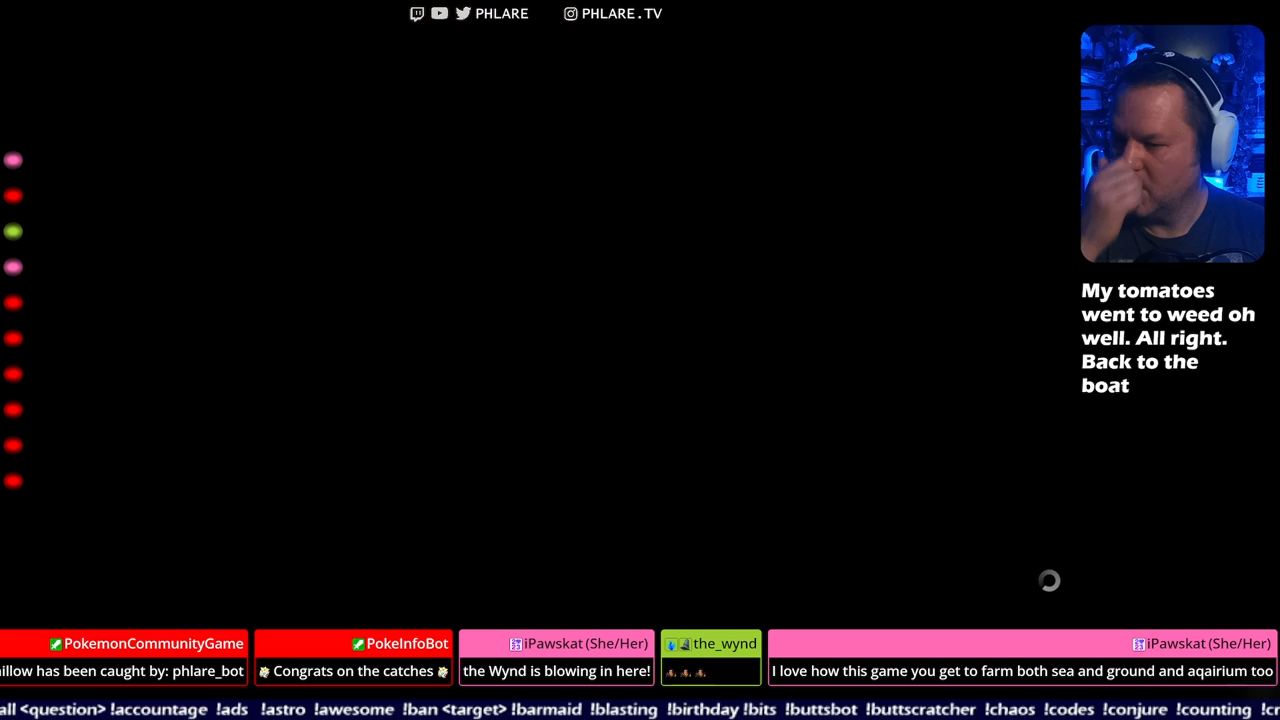 PHLARE PHLARE.TV
My tomatoes
went to weed oh
well. All right.
Back to the
boat
PokemonCommunityGame
illow has been caught by: phlare_bot
PokeInfoBot
Congrats on the catches
iPawskat (She/Her)
the Wynd is blowing in here!
the_wynd
iPawskat (She/Her)
I love how this game you get to farm both sea and ground and aqairium too
all <question> !accountage !ads !astro !awesome !ban <target> !barmaid !blasting !birthday !bits !buttsbot !buttscratcher !chaos !codes !conjure !counting